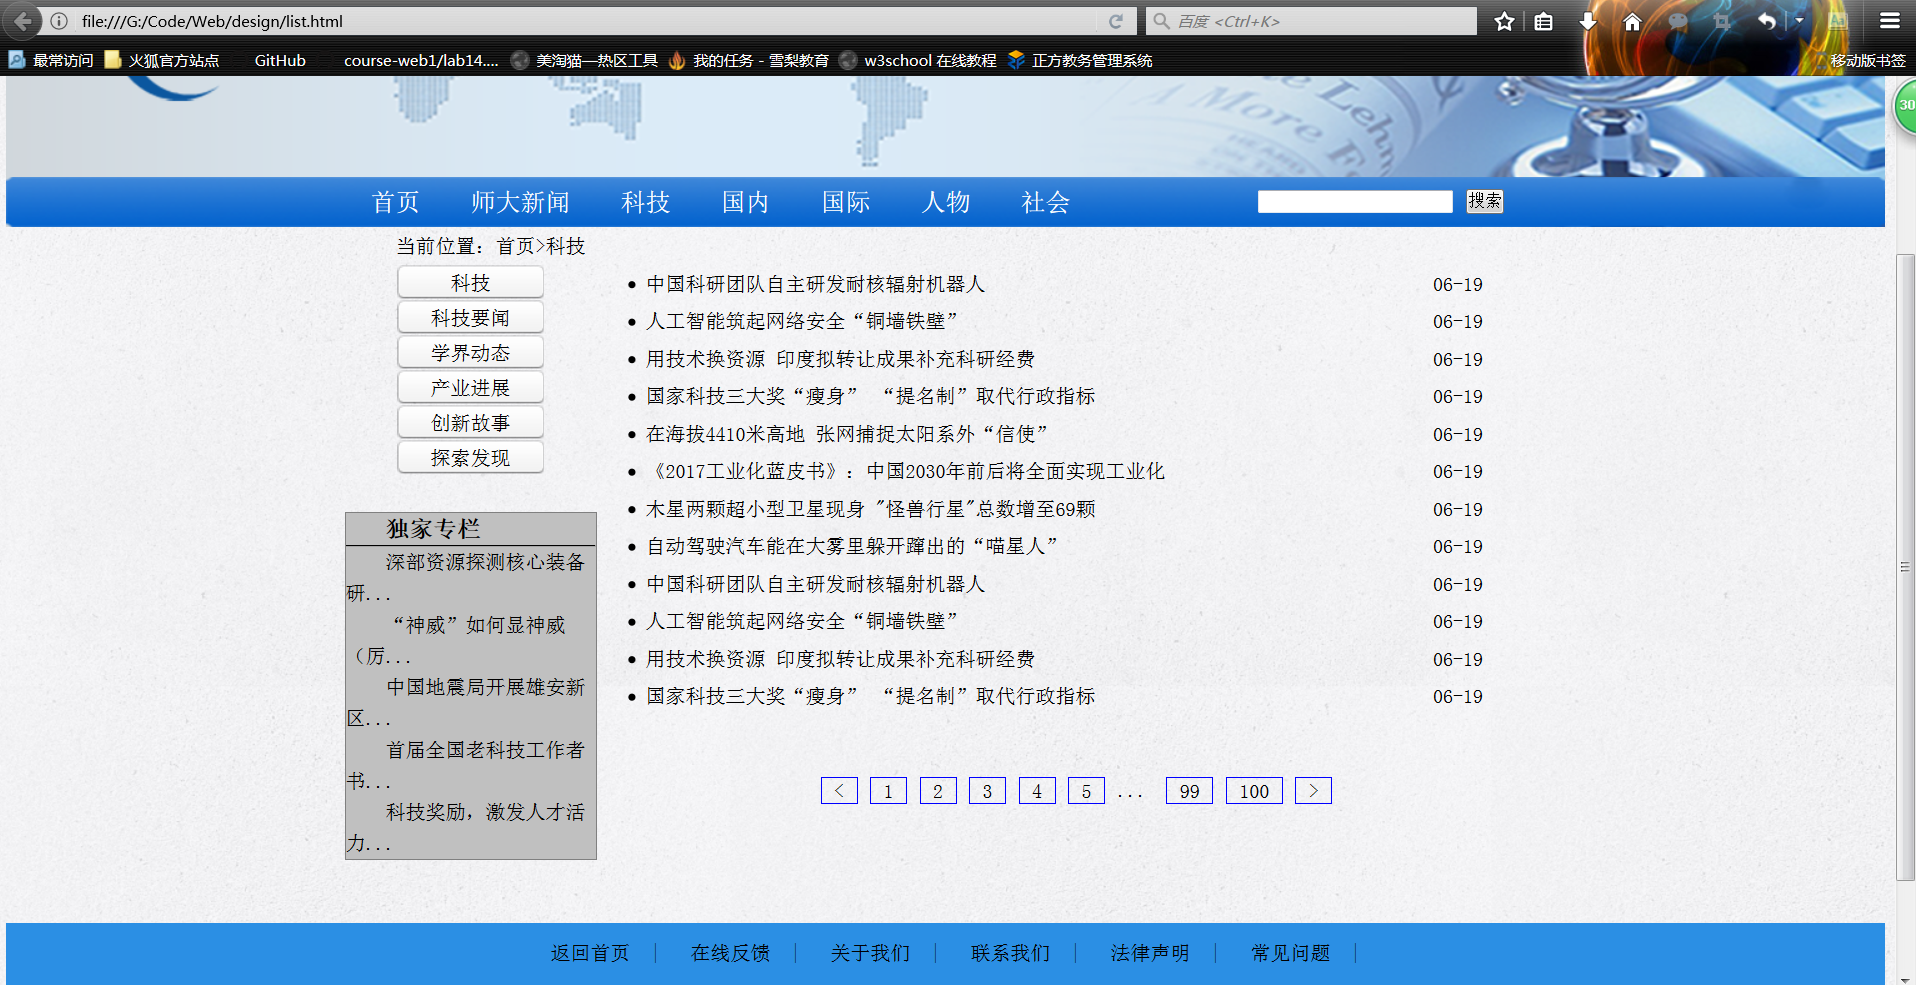 file:///G:/Code/Web/design/list.html
百度 <Ctrl+K>
最常访问 火狐官方站点 GitHub course-web1/lab14.... 美淘猫—热区工具 我的任务 - 雪梨教育 w3school 在线教程 正方教务管理系统 移动版书签
30
A More
首页 师大新闻 科技 国内 国际 人物 社会 搜索
当前位置：首页>科技
科技
科技要闻
学界动态
产业进展
创新故事
探索发现
独家专栏
深部资源探测核心装备
研...
“神威”如何显神威
（厉...
中国地震局开展雄安新
区...
首届全国老科技工作者
书...
科技奖励，激发人才活
力...
中国科研团队自主研发耐核辐射机器人 06-19
人工智能筑起网络安全“铜墙铁壁” 06-19
用技术换资源 印度拟转让成果补充科研经费 06-19
国家科技三大奖“瘦身” “提名制”取代行政指标 06-19
在海拔4410米高地 张网捕捉太阳系外“信使” 06-19
《2017工业化蓝皮书》：中国2030年前后将全面实现工业化 06-19
木星两颗超小型卫星现身 "怪兽行星"总数增至69颗 06-19
自动驾驶汽车能在大雾里躲开蹿出的“喵星人” 06-19
中国科研团队自主研发耐核辐射机器人 06-19
人工智能筑起网络安全“铜墙铁壁” 06-19
用技术换资源 印度拟转让成果补充科研经费 06-19
国家科技三大奖“瘦身” “提名制”取代行政指标 06-19
< 1 2 3 4 5 ... 99 100 >
返回首页 在线反馈 关于我们 联系我们 法律声明 常见问题